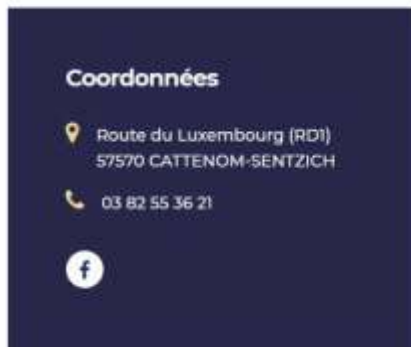 Coordonnées
Route du Luxembourg (RD1)
57570 CATTENOM-SENTZICH
03 82 55 36 21